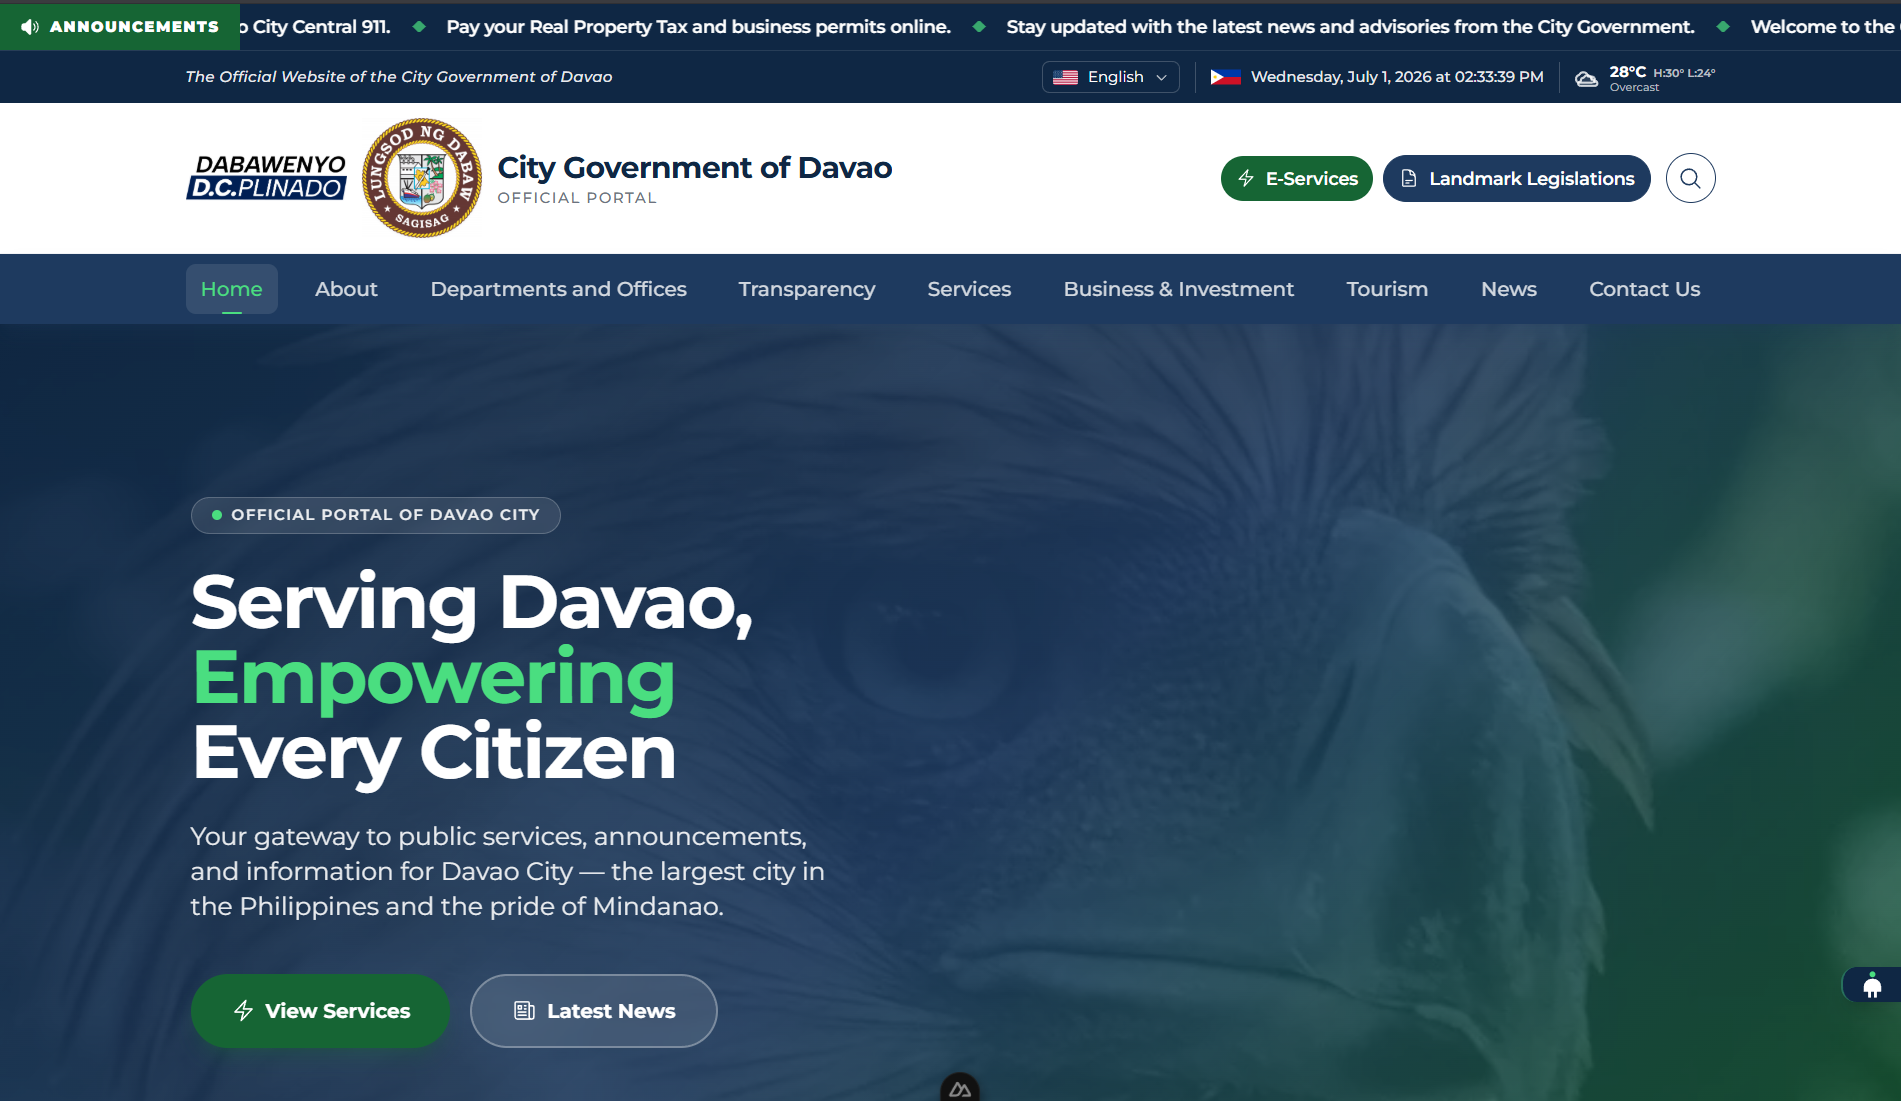 ANNOUNCEMENTS
City Central 911.
Pay your Real Property Tax and business permits online.
Stay updated with the latest news and advisories from the City Government.
Welcome to the
The Official Website of the City Government of Davao
English
Wednesday, July 1, 2026 at 02:33:39 PM
28°C H:30° L:24°
Overcast
DABAWENYO
D.C.PLINADO
LUNGSOD NG DABAW
SAGISAG
City Government of Davao
OFFICIAL PORTAL
E-Services
Landmark Legislations
Home
About
Departments and Offices
Transparency
Services
Business & Investment
Tourism
News
Contact Us
OFFICIAL PORTAL OF DAVAO CITY
Serving Davao,
Empowering
Every Citizen
Your gateway to public services, announcements,
and information for Davao City — the largest city in
the Philippines and the pride of Mindanao.
View Services
Latest News